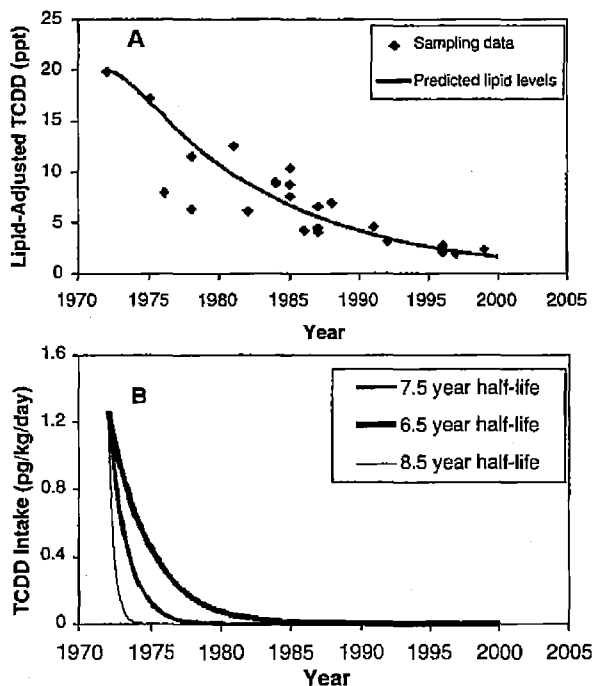 25
20
15
10
5
0
Lipid-Adjusted TCDD (ppt)
A
Sampling data
Predicted lipid levels
1970 1975 1980 1985 1990 1995 2000 2005
Year
1.6
1.2
0.8
0.4
0
TCDD Intake (pg/kg/day)
B
7.5 year half-life
6.5 year half-life
8.5 year half-life
1970 1975 1980 1985 1990 1995 2000 2005
Year